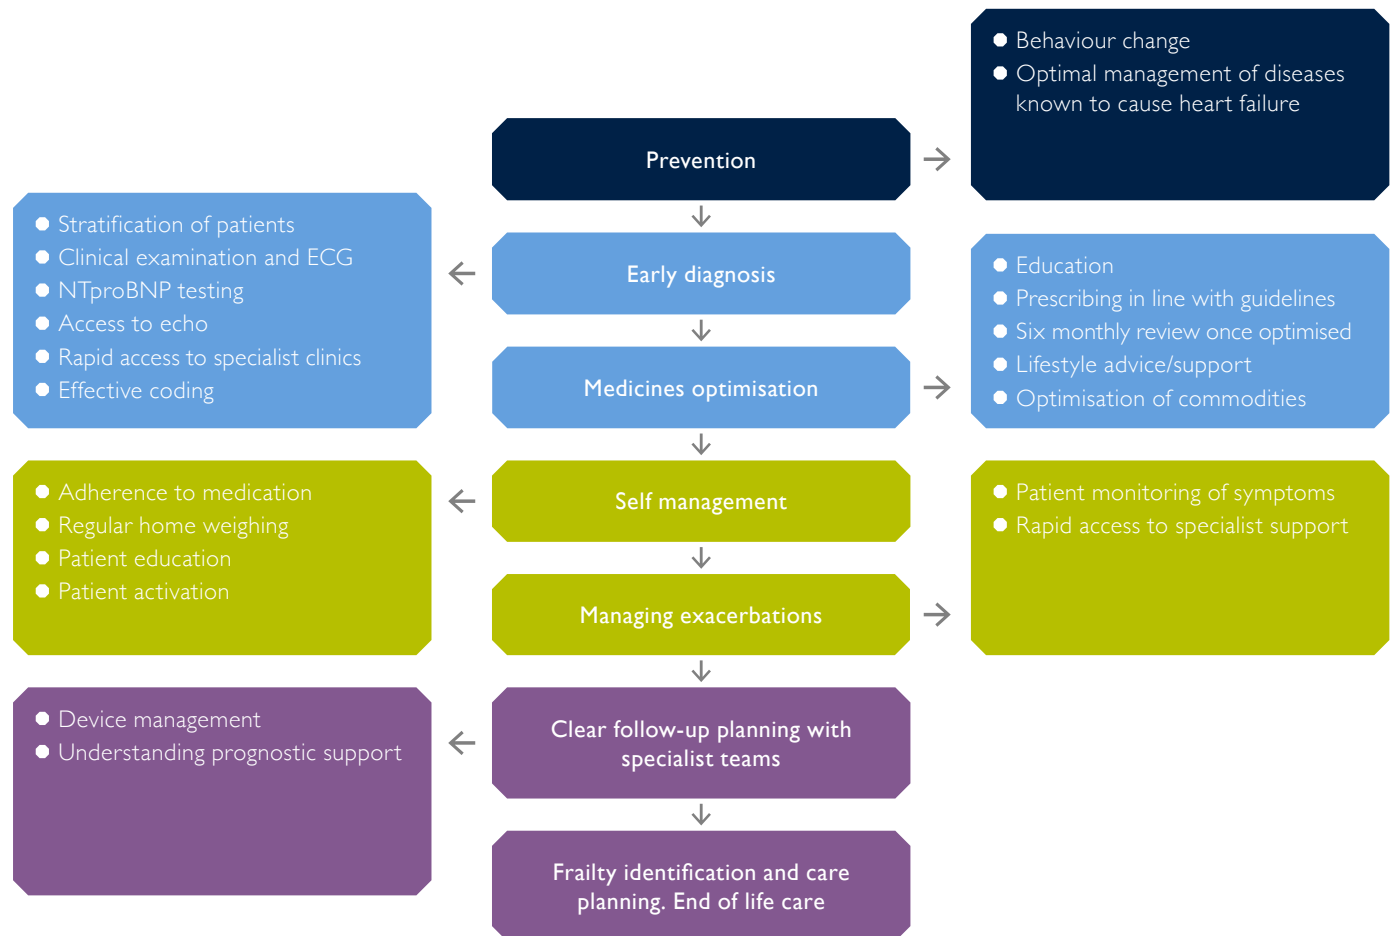 Behaviour change
Optimal management of diseases
known to cause heart failure
Prevention
Stratification of patients
Clinical examination and ECG
NTproBNP testing
Access to echo
Rapid access to specialist clinics
Effective coding
Early diagnosis
Education
Prescribing in line with guidelines
Six monthly review once optimised
Lifestyle advice/support
Optimisation of commodities
Medicines optimisation
Adherence to medication
Regular home weighing
Patient education
Patient activation
Self management
Patient monitoring of symptoms
Rapid access to specialist support
Managing exacerbations
Device management
Understanding prognostic support
Clear follow-up planning with
specialist teams
Frailty identification and care
planning. End of life care